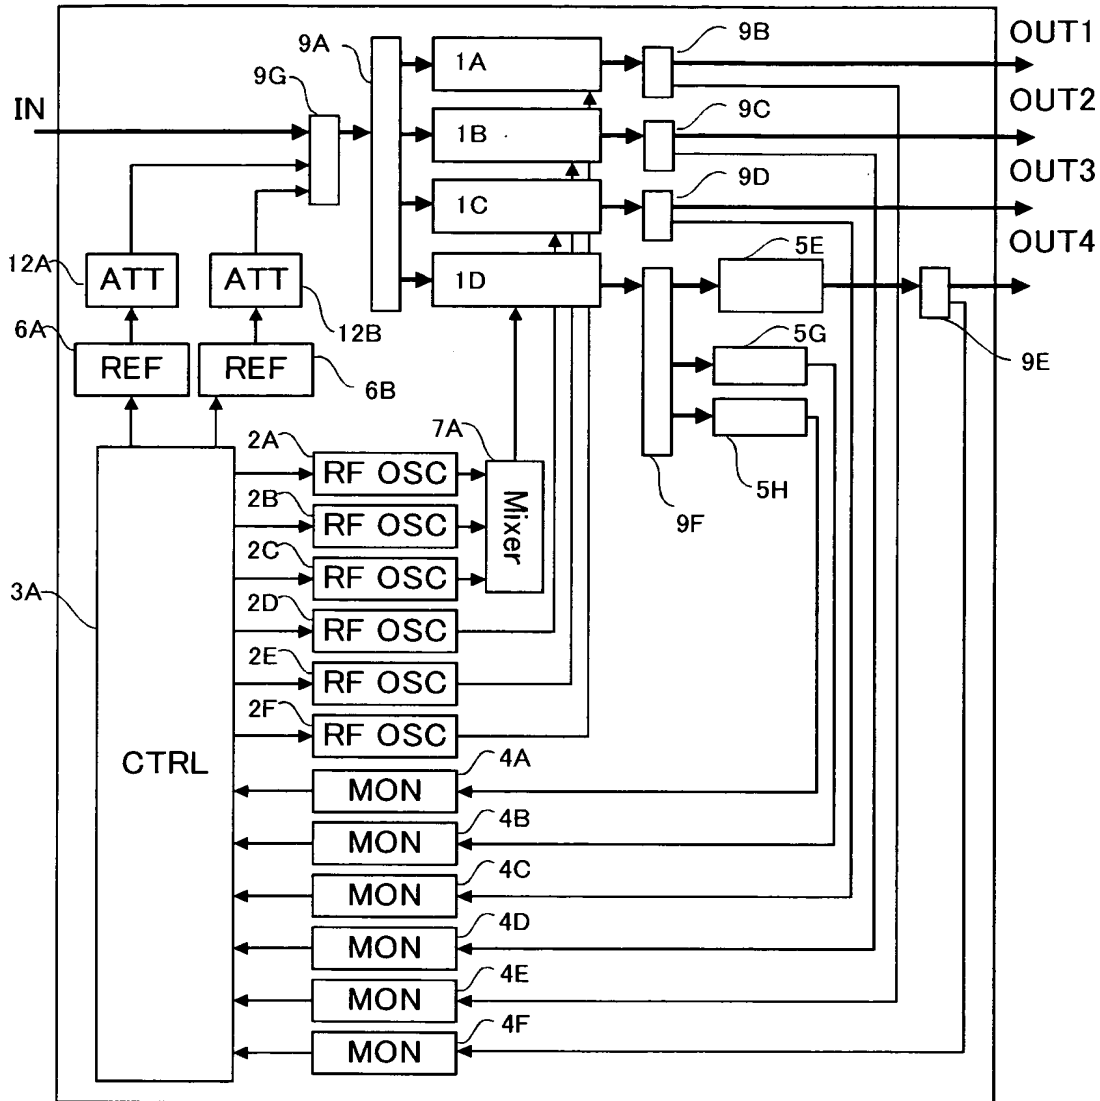 OUT1
9B
9A
1A
9G
OUT2
IN
9C
1B
OUT3
9D
1C
OUT4
5E
12A
ATT
ATT
1D
12B
6A
5G
9E
REF
REF
6B
7A
2A
RF OSC
5H
2B
RF OSC
Mixer
9F
2C
RF OSC
3A
2D
RF OSC
2E
RF OSC
2F
RF OSC
CTRL
4A
MON
4B
MON
4C
MON
4D
MON
4E
MON
4F
MON